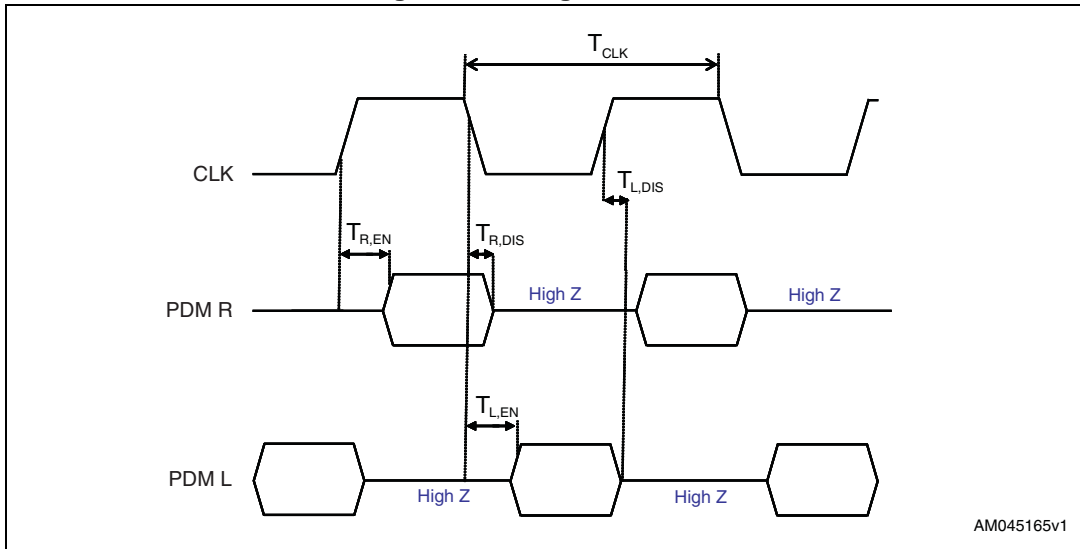 T_CLK
CLK
T_L,DIS
T_R,EN
T_R,DIS
High Z
High Z
PDM R
T_L,EN
PDM L
High Z
High Z
AM045165v1